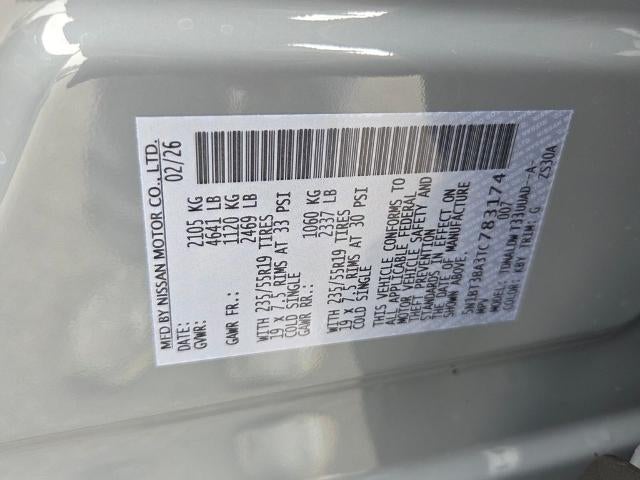 MFD BY NISSAN MOTOR CO., LTD.
DATE: 02/26
GVWR: 2105 KG
4641 LB
GAWR FR.: 1120 KG
2469 LB
WITH 235/55R19 TIRES
19 X 7.5 RIMS AT 33 PSI
COLD SINGLE
GAWR RR.: 1060 KG
2337 LB
WITH 235/55R19 TIRES
19 X 7.5 RIMS AT 30 PSI
COLD SINGLE
THIS VEHICLE CONFORMS TO
ALL APPLICABLE FEDERAL
MOTOR VEHICLE SAFETY AND
THEFT PREVENTION
STANDARDS IN EFFECT ON
THE DATE OF MANUFACTURE
SHOWN ABOVE.
5N1BT3BA3TC783174
MPV 007
MODEL:
COLOR: KBY TRIM: G ZS30A